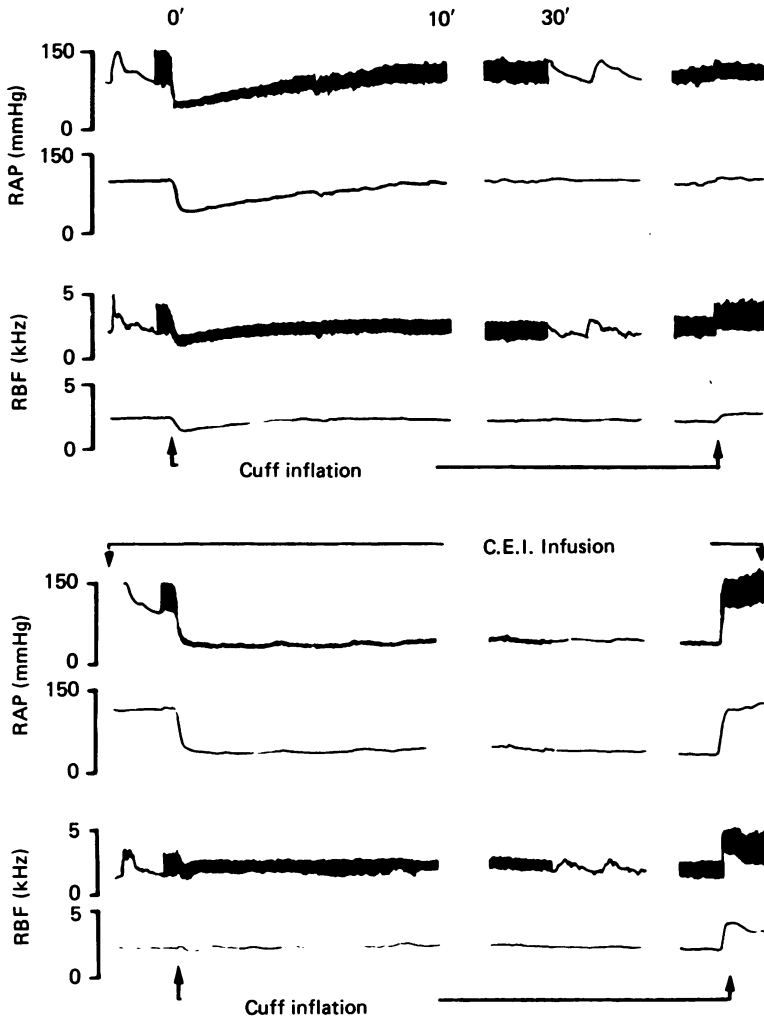 0' 10' 30'
150
0
RAP (mmHg)
150
0
5
0
RBF (kHz)
5
0
Cuff inflation
C.E.I. Infusion
150
0
RAP (mmHg)
150
0
5
0
RBF (kHz)
5
0
Cuff inflation